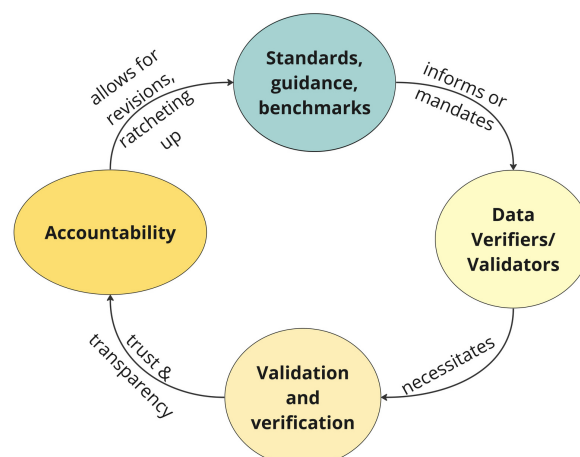 Standards,
guidance,
benchmarks
informs or
mandates
Data
Verifiers/
Validators
necessitates
Validation
and
verification
trust &
transparency
Accountability
allows for
revisions,
ratcheting
up